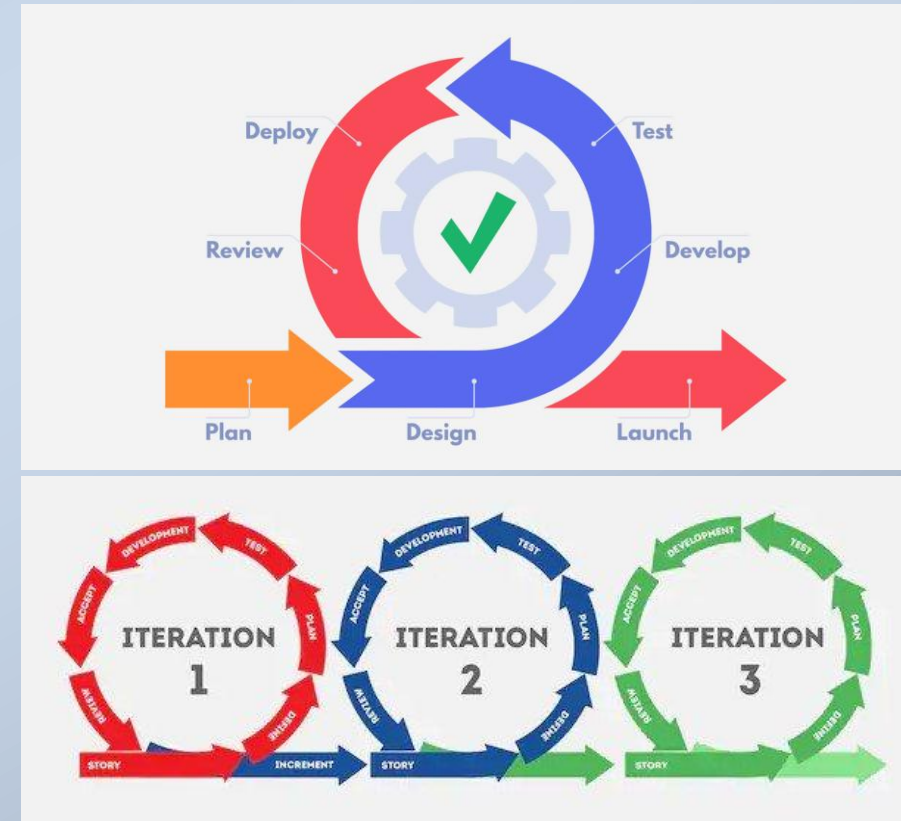 Deploy
Test
Review
Develop
Plan
Design
Launch
DEVELOPMENT
TEST
ACCEPT
PLAN
ITERATION
1
REVIEW
DEFINE
STORY
INCREMENT
DEVELOPMENT
TEST
ACCEPT
PLAN
ITERATION
2
REVIEW
DEFINE
STORY
DEVELOPMENT
TEST
ACCEPT
PLAN
ITERATION
3
REVIEW
DEFINE
STORY